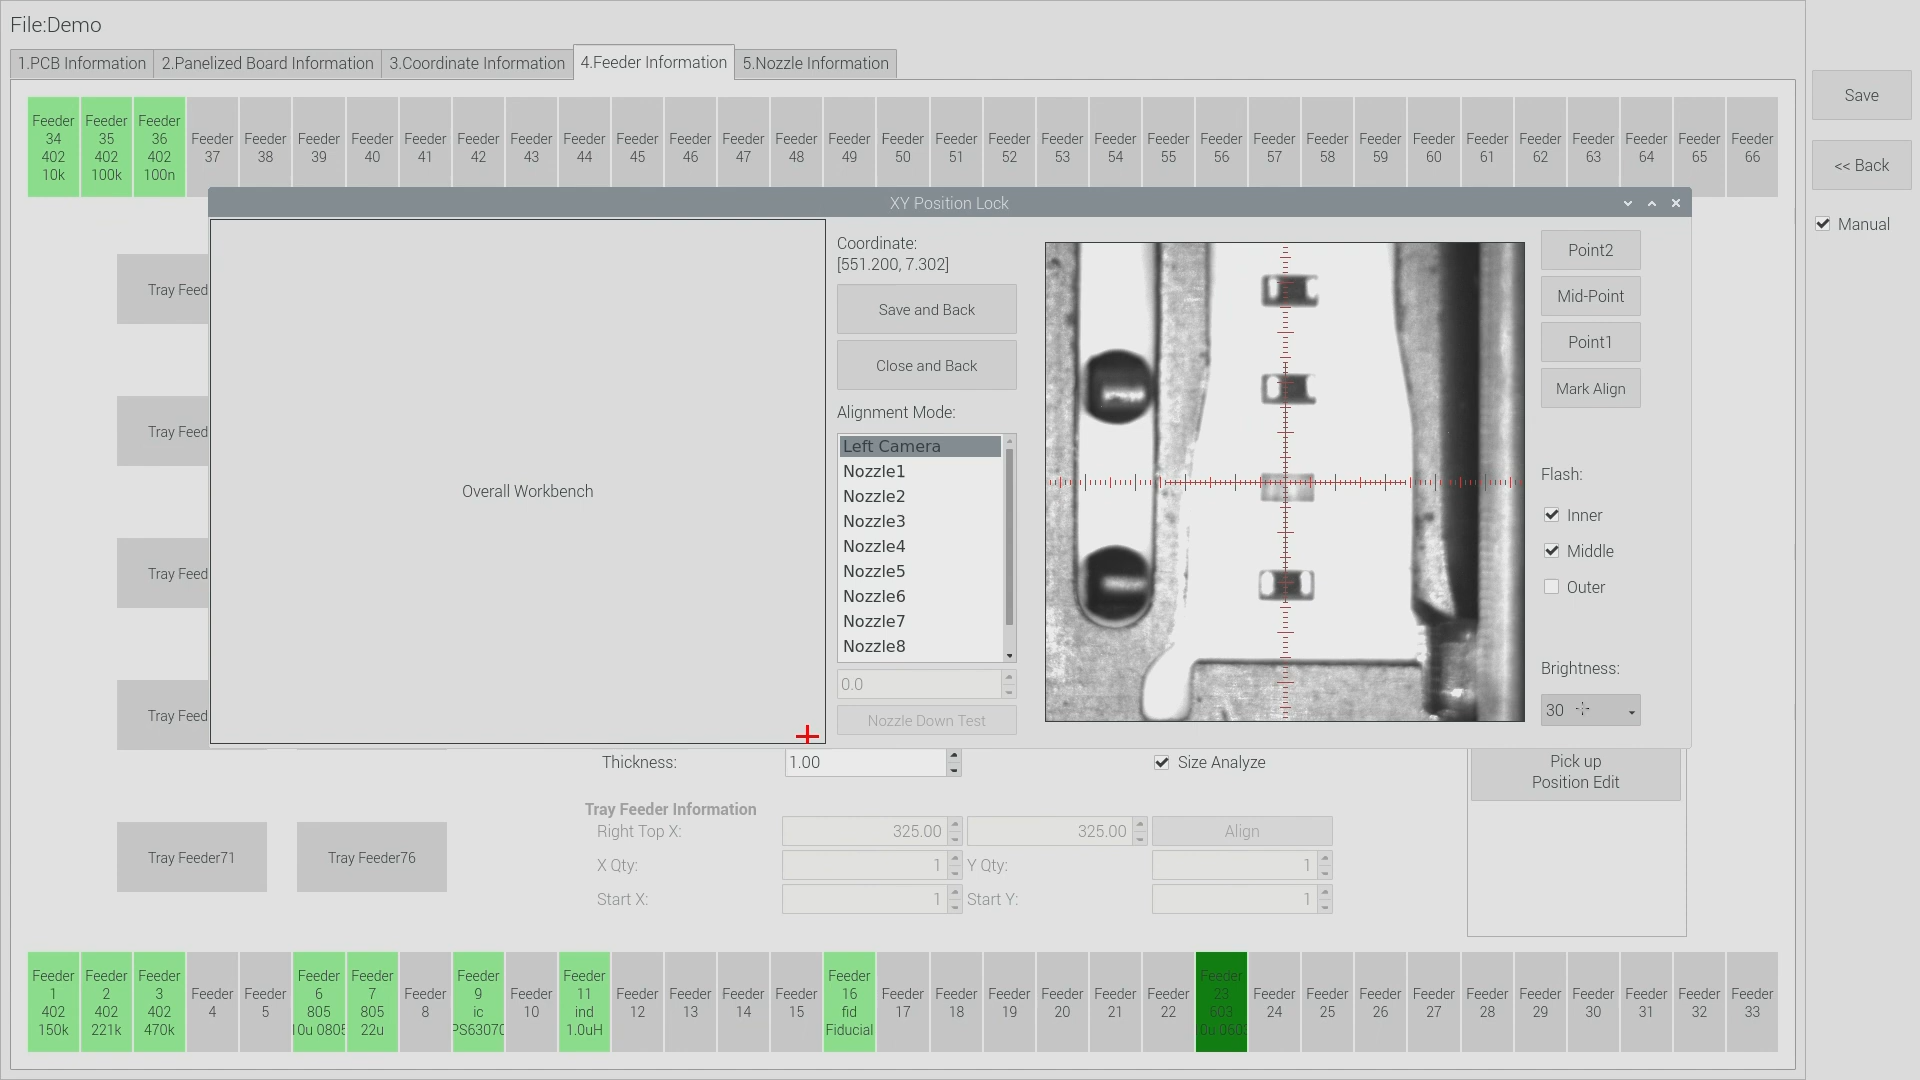 File:Demo
1.PCB Information
2.Panelized Board Information
3.Coordinate Information
4.Feeder Information
5.Nozzle Information
Save
<< Back
Manual
Feeder
34
402
10k
Feeder
35
402
100k
Feeder
36
402
100n
Feeder
37
Feeder
38
Feeder
39
Feeder
40
Feeder
41
Feeder
42
Feeder
43
Feeder
44
Feeder
45
Feeder
46
Feeder
47
Feeder
48
Feeder
49
Feeder
50
Feeder
51
Feeder
52
Feeder
53
Feeder
54
Feeder
55
Feeder
56
Feeder
57
Feeder
58
Feeder
59
Feeder
60
Feeder
61
Feeder
62
Feeder
63
Feeder
64
Feeder
65
Feeder
66
XY Position Lock
Tray Feed
Tray Feed
Tray Feed
Tray Feed
Overall Workbench
Coordinate:
[551.200, 7.302]
Save and Back
Close and Back
Alignment Mode:
Left Camera
Nozzle1
Nozzle2
Nozzle3
Nozzle4
Nozzle5
Nozzle6
Nozzle7
Nozzle8
0.0
Nozzle Down Test
Point2
Mid-Point
Point1
Mark Align
Flash:
Inner
Middle
Outer
Brightness:
30
Thickness:
1.00
Size Analyze
Pick up
Position Edit
Tray Feeder Information
Right Top X:
325.00
325.00
Align
X Qty:
1
Y Qty:
1
Start X:
1
Start Y:
1
Tray Feeder71
Tray Feeder76
Feeder
1
402
150k
Feeder
2
402
221k
Feeder
3
402
470k
Feeder
4
Feeder
5
Feeder
6
805
10u 0805
Feeder
7
805
22u
Feeder
8
Feeder
9
ic
PS63070
Feeder
10
Feeder
11
ind
1.0uH
Feeder
12
Feeder
13
Feeder
14
Feeder
15
Feeder
16
fid
Fiducial
Feeder
17
Feeder
18
Feeder
19
Feeder
20
Feeder
21
Feeder
22
Feeder
23
603
10u 0603
Feeder
24
Feeder
25
Feeder
26
Feeder
27
Feeder
28
Feeder
29
Feeder
30
Feeder
31
Feeder
32
Feeder
33